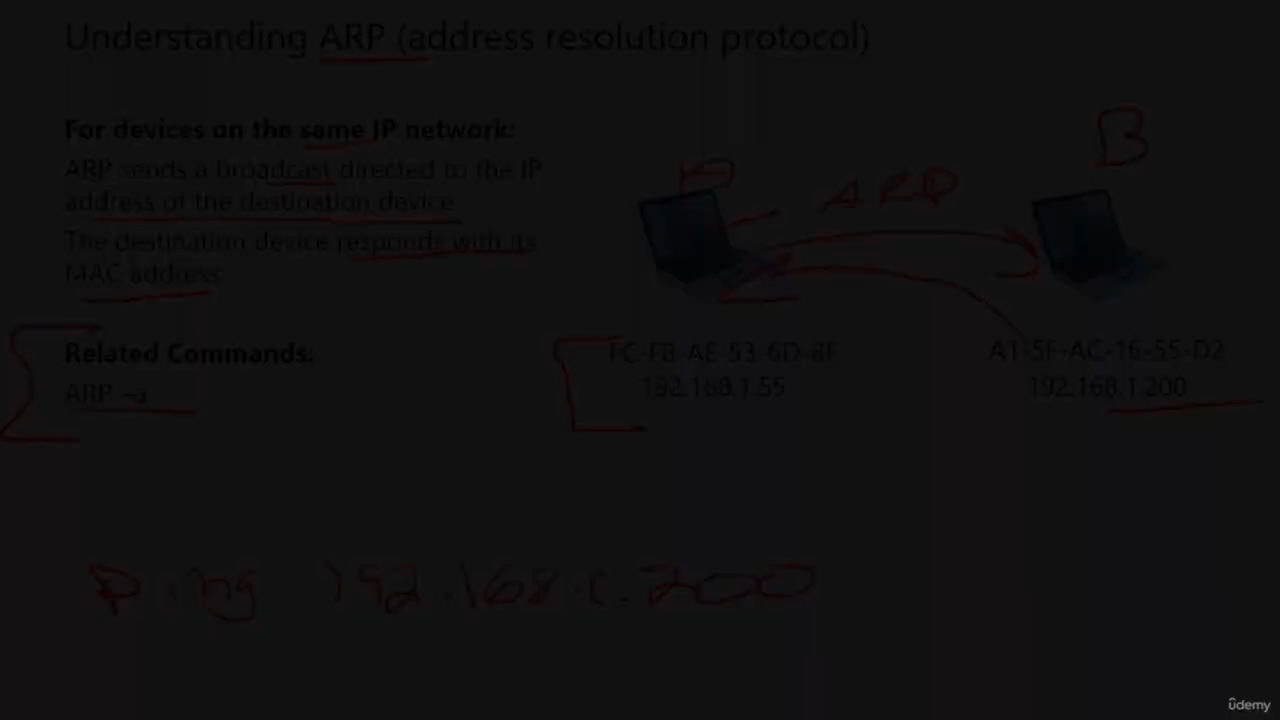 Understanding ARP (address resolution protocol)
For devices on the same IP network:
ARP sends a broadcast directed to the IP
address of the destination device
The destination device responds with its
MAC address
Related Commands:
ARP –a
A
B
ARP
FC-FB-AE-53-6D-8F
192.168.1.55
A1-5F-AC-16-55-D2
192.168.1.200
Ping 192.168.1.200
ûdemy